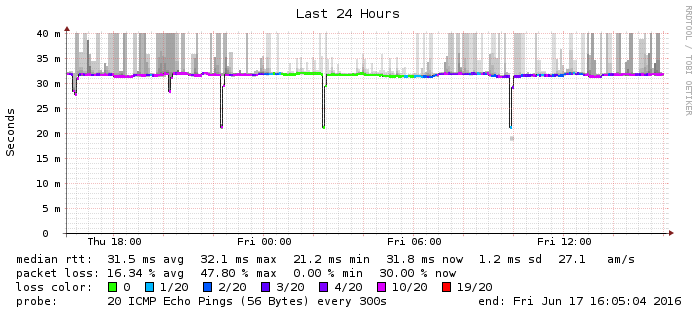 Last 24 Hours
RRDTOOL / TOBI OETIKER
Seconds
40 m
35 m
30 m
25 m
20 m
15 m
10 m
5 m
0
Thu 18:00 Fri 00:00 Fri 06:00 Fri 12:00
median rtt: 31.5 ms avg 32.1 ms max 21.2 ms min 31.8 ms now 1.2 ms sd 27.1 am/s
packet loss: 16.34 % avg 47.80 % max 0.00 % min 30.00 % now
loss color: 0 1/20 2/20 3/20 4/20 10/20 19/20
probe: 20 ICMP Echo Pings (56 Bytes) every 300s end: Fri Jun 17 16:05:04 2016